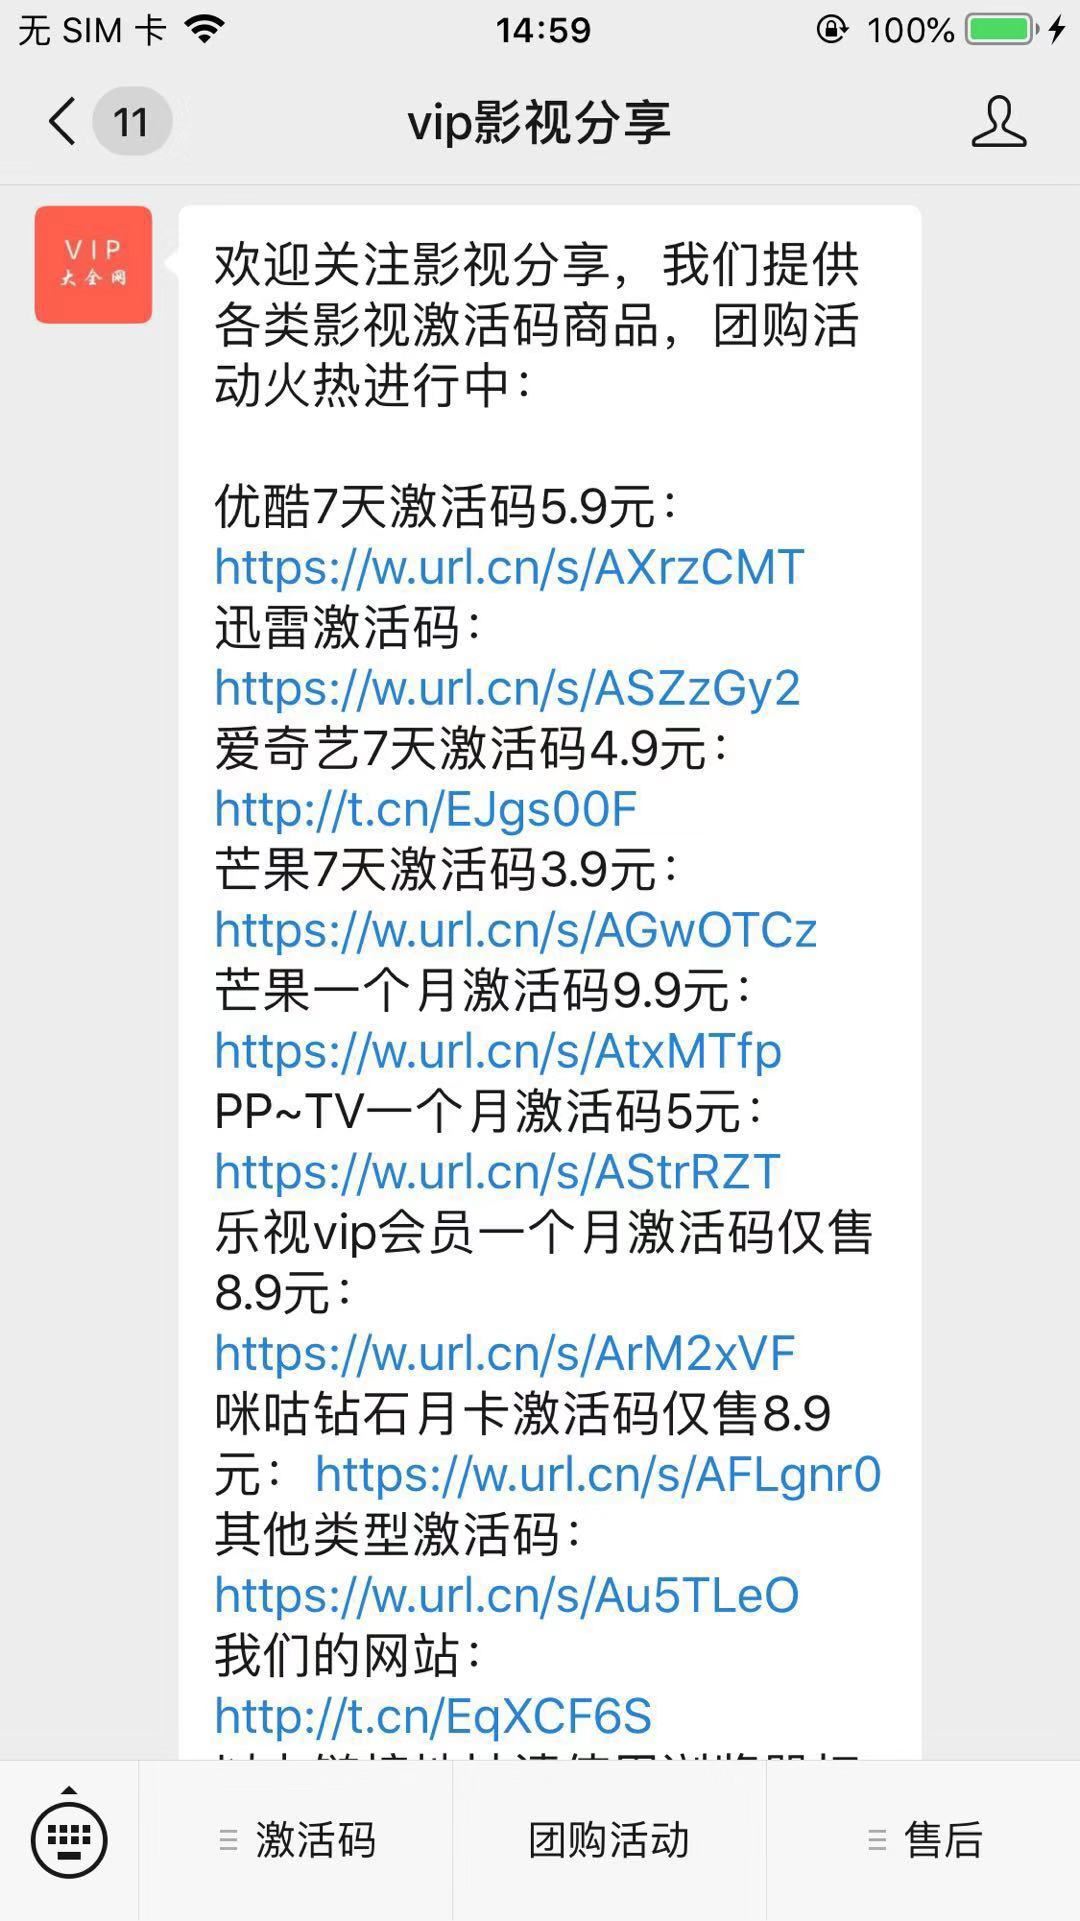 无 SIM 卡
14:59
100%
11
vip影视分享
VIP
大全网
欢迎关注影视分享，我们提供
各类影视激活码商品，团购活
动火热进行中：
优酷7天激活码5.9元：
https://w.url.cn/s/AXrzCMT
迅雷激活码：
https://w.url.cn/s/ASZzGy2
爱奇艺7天激活码4.9元：
http://t.cn/EJgs00F
芒果7天激活码3.9元：
https://w.url.cn/s/AGwOTCz
芒果一个月激活码9.9元：
https://w.url.cn/s/AtxMTfp
PP~TV一个月激活码5元：
https://w.url.cn/s/AStrRZT
乐视vip会员一个月激活码仅售
8.9元：
https://w.url.cn/s/ArM2xVF
咪咕钻石月卡激活码仅售8.9
元： https://w.url.cn/s/AFLgnr0
其他类型激活码：
https://w.url.cn/s/Au5TLeO
我们的网站：
http://t.cn/EqXCF6S
激活码
团购活动
售后